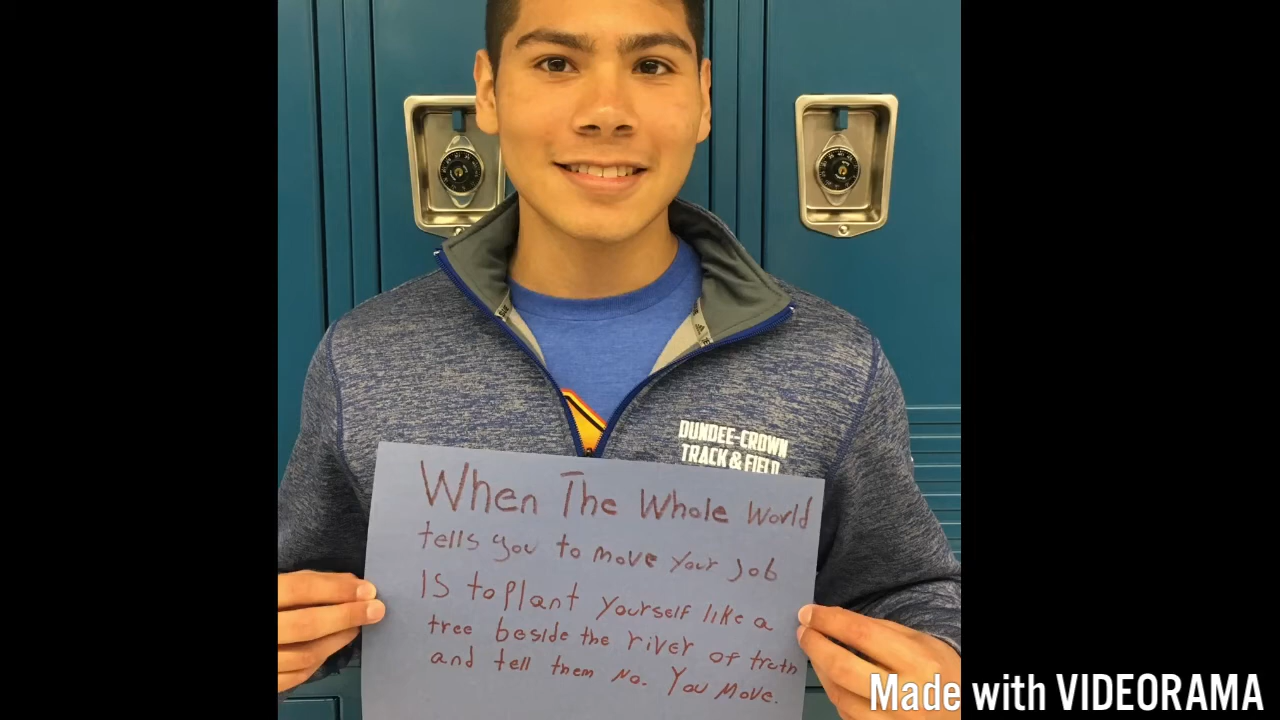 DUNDEE-CROWN
TRACK & FIELD
When The Whole World
tells you to move your job
Is to plant yourself like a
tree beside the river of truth
and tell them No. You Move.
Made with VIDEORAMA